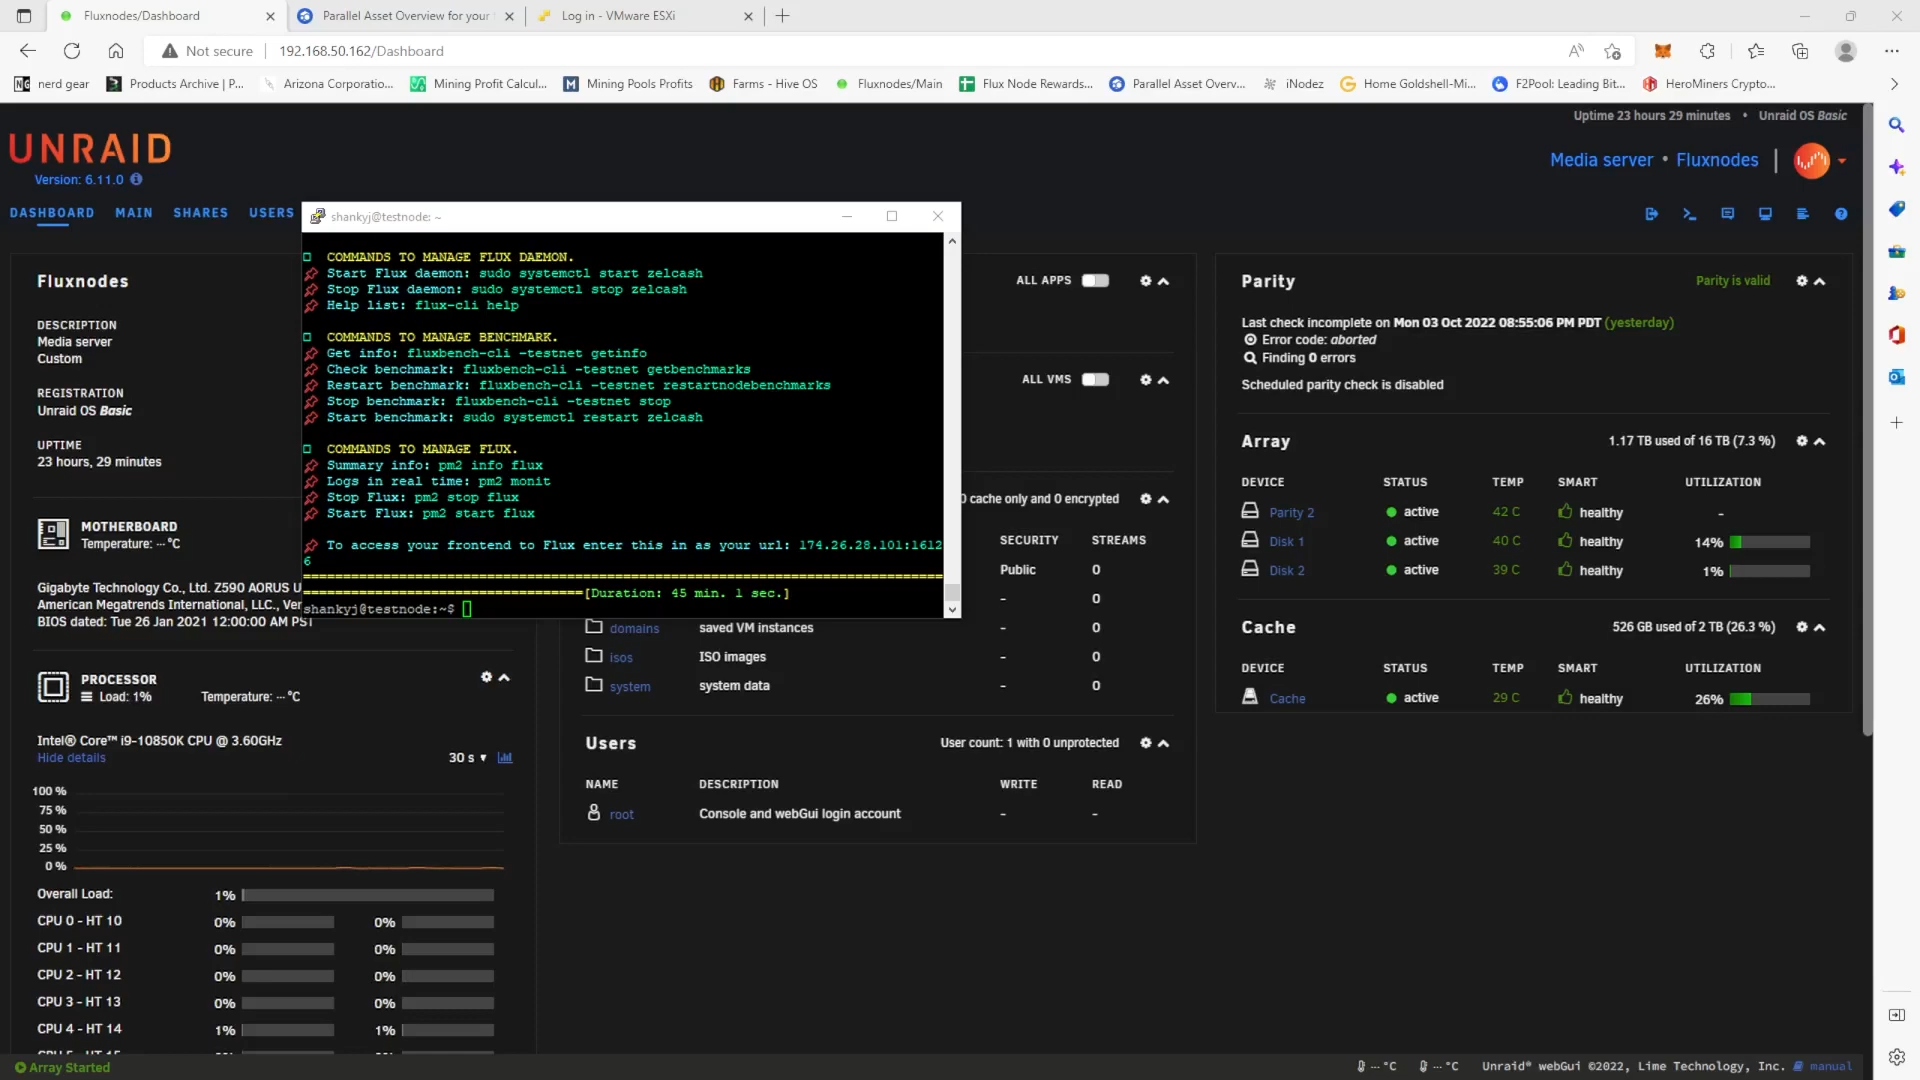 Fluxnodes/Dashboard
Parallel Asset Overview for your
Log in - VMware ESXi
Not secure
192.168.50.162/Dashboard
nerd gear
Products Archive | P...
Arizona Corporatio...
Mining Profit Calcul...
Mining Pools Profits
Farms - Hive OS
Fluxnodes/Main
Flux Node Rewards...
Parallel Asset Overv...
iNodez
Home Goldshell-Mi...
F2Pool: Leading Bit...
HeroMiners Crypto...
Uptime 23 hours 29 minutes • Unraid OS Basic
UNRAID
Version: 6.11.0
Media server • Fluxnodes
DASHBOARD MAIN SHARES USERS
shankyj@testnode: ~
COMMANDS TO MANAGE FLUX DAEMON.
Start Flux daemon: sudo systemctl start zelcash
Stop Flux daemon: sudo systemctl stop zelcash
Help list: flux-cli help
COMMANDS TO MANAGE BENCHMARK.
Get info: fluxbench-cli -testnet getinfo
Check benchmark: fluxbench-cli -testnet getbenchmarks
Restart benchmark: fluxbench-cli -testnet restartnodebenchmarks
Stop benchmark: fluxbench-cli -testnet stop
Start benchmark: sudo systemctl restart zelcash
COMMANDS TO MANAGE FLUX.
Summary info: pm2 info flux
Logs in real time: pm2 monit
Stop Flux: pm2 stop flux
Start Flux: pm2 start flux
To access your frontend to Flux enter this in as your url: 174.26.28.101:1612
6
[Duration: 45 min. 1 sec.]
shankyj@testnode:~$
Fluxnodes
DESCRIPTION
Media server
Custom
REGISTRATION
Unraid OS Basic
UPTIME
23 hours, 29 minutes
MOTHERBOARD
Temperature: --- °C
Gigabyte Technology Co., Ltd. Z590 AORUS U
American Megatrends International, LLC., Ver
BIOS dated: Tue 26 Jan 2021 12:00:00 AM PST
PROCESSOR
Load: 1% Temperature: --- °C
Intel® Core™ i9-10850K CPU @ 3.60GHz
Hide details
30 s
100 %
75 %
50 %
25 %
0 %
Overall Load: 1%
CPU 0 - HT 10 0% 0%
CPU 1 - HT 11 0% 0%
CPU 2 - HT 12 0% 0%
CPU 3 - HT 13 0% 0%
CPU 4 - HT 14 1% 1%
ALL APPS
ALL VMS
0 cache only and 0 encrypted
SECURITY STREAMS
Public 0
- 0
domains saved VM instances - 0
isos ISO images - 0
system system data - 0
Users User count: 1 with 0 unprotected
NAME DESCRIPTION WRITE READ
root Console and webGui login account - -
Parity Parity is valid
Last check incomplete on Mon 03 Oct 2022 08:55:06 PM PDT (yesterday)
Error code: aborted
Finding 0 errors
Scheduled parity check is disabled
Array 1.17 TB used of 16 TB (7.3 %)
DEVICE STATUS TEMP SMART UTILIZATION
Parity 2 active 42 C healthy -
Disk 1 active 40 C healthy 14%
Disk 2 active 39 C healthy 1%
Cache 526 GB used of 2 TB (26.3 %)
DEVICE STATUS TEMP SMART UTILIZATION
Cache active 29 C healthy 26%
Array Started
--- °C --- °C Unraid® webGui ©2022, Lime Technology, Inc. manual